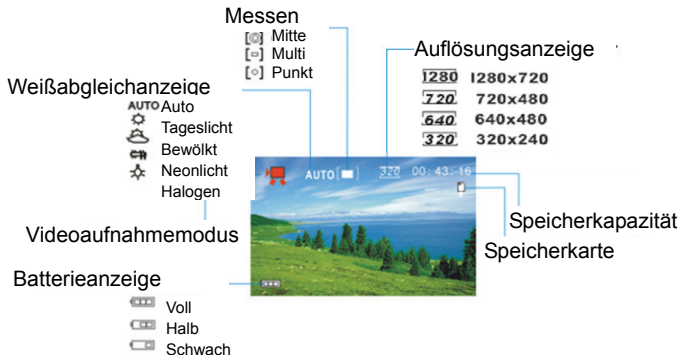 Messen
Mitte
Multi
Punkt
Auflösungsanzeige
1280 1280x720
720 720x480
640 640x480
320 320x240
Weißabgleichanzeige
AUTO Auto
Tageslicht
Bewölkt
Neonlicht
Halogen
AUTO 320 00:43:16
Videoaufnahmemodus
Speicherkapazität
Speicherkarte
Batterieanzeige
Voll
Halb
Schwach